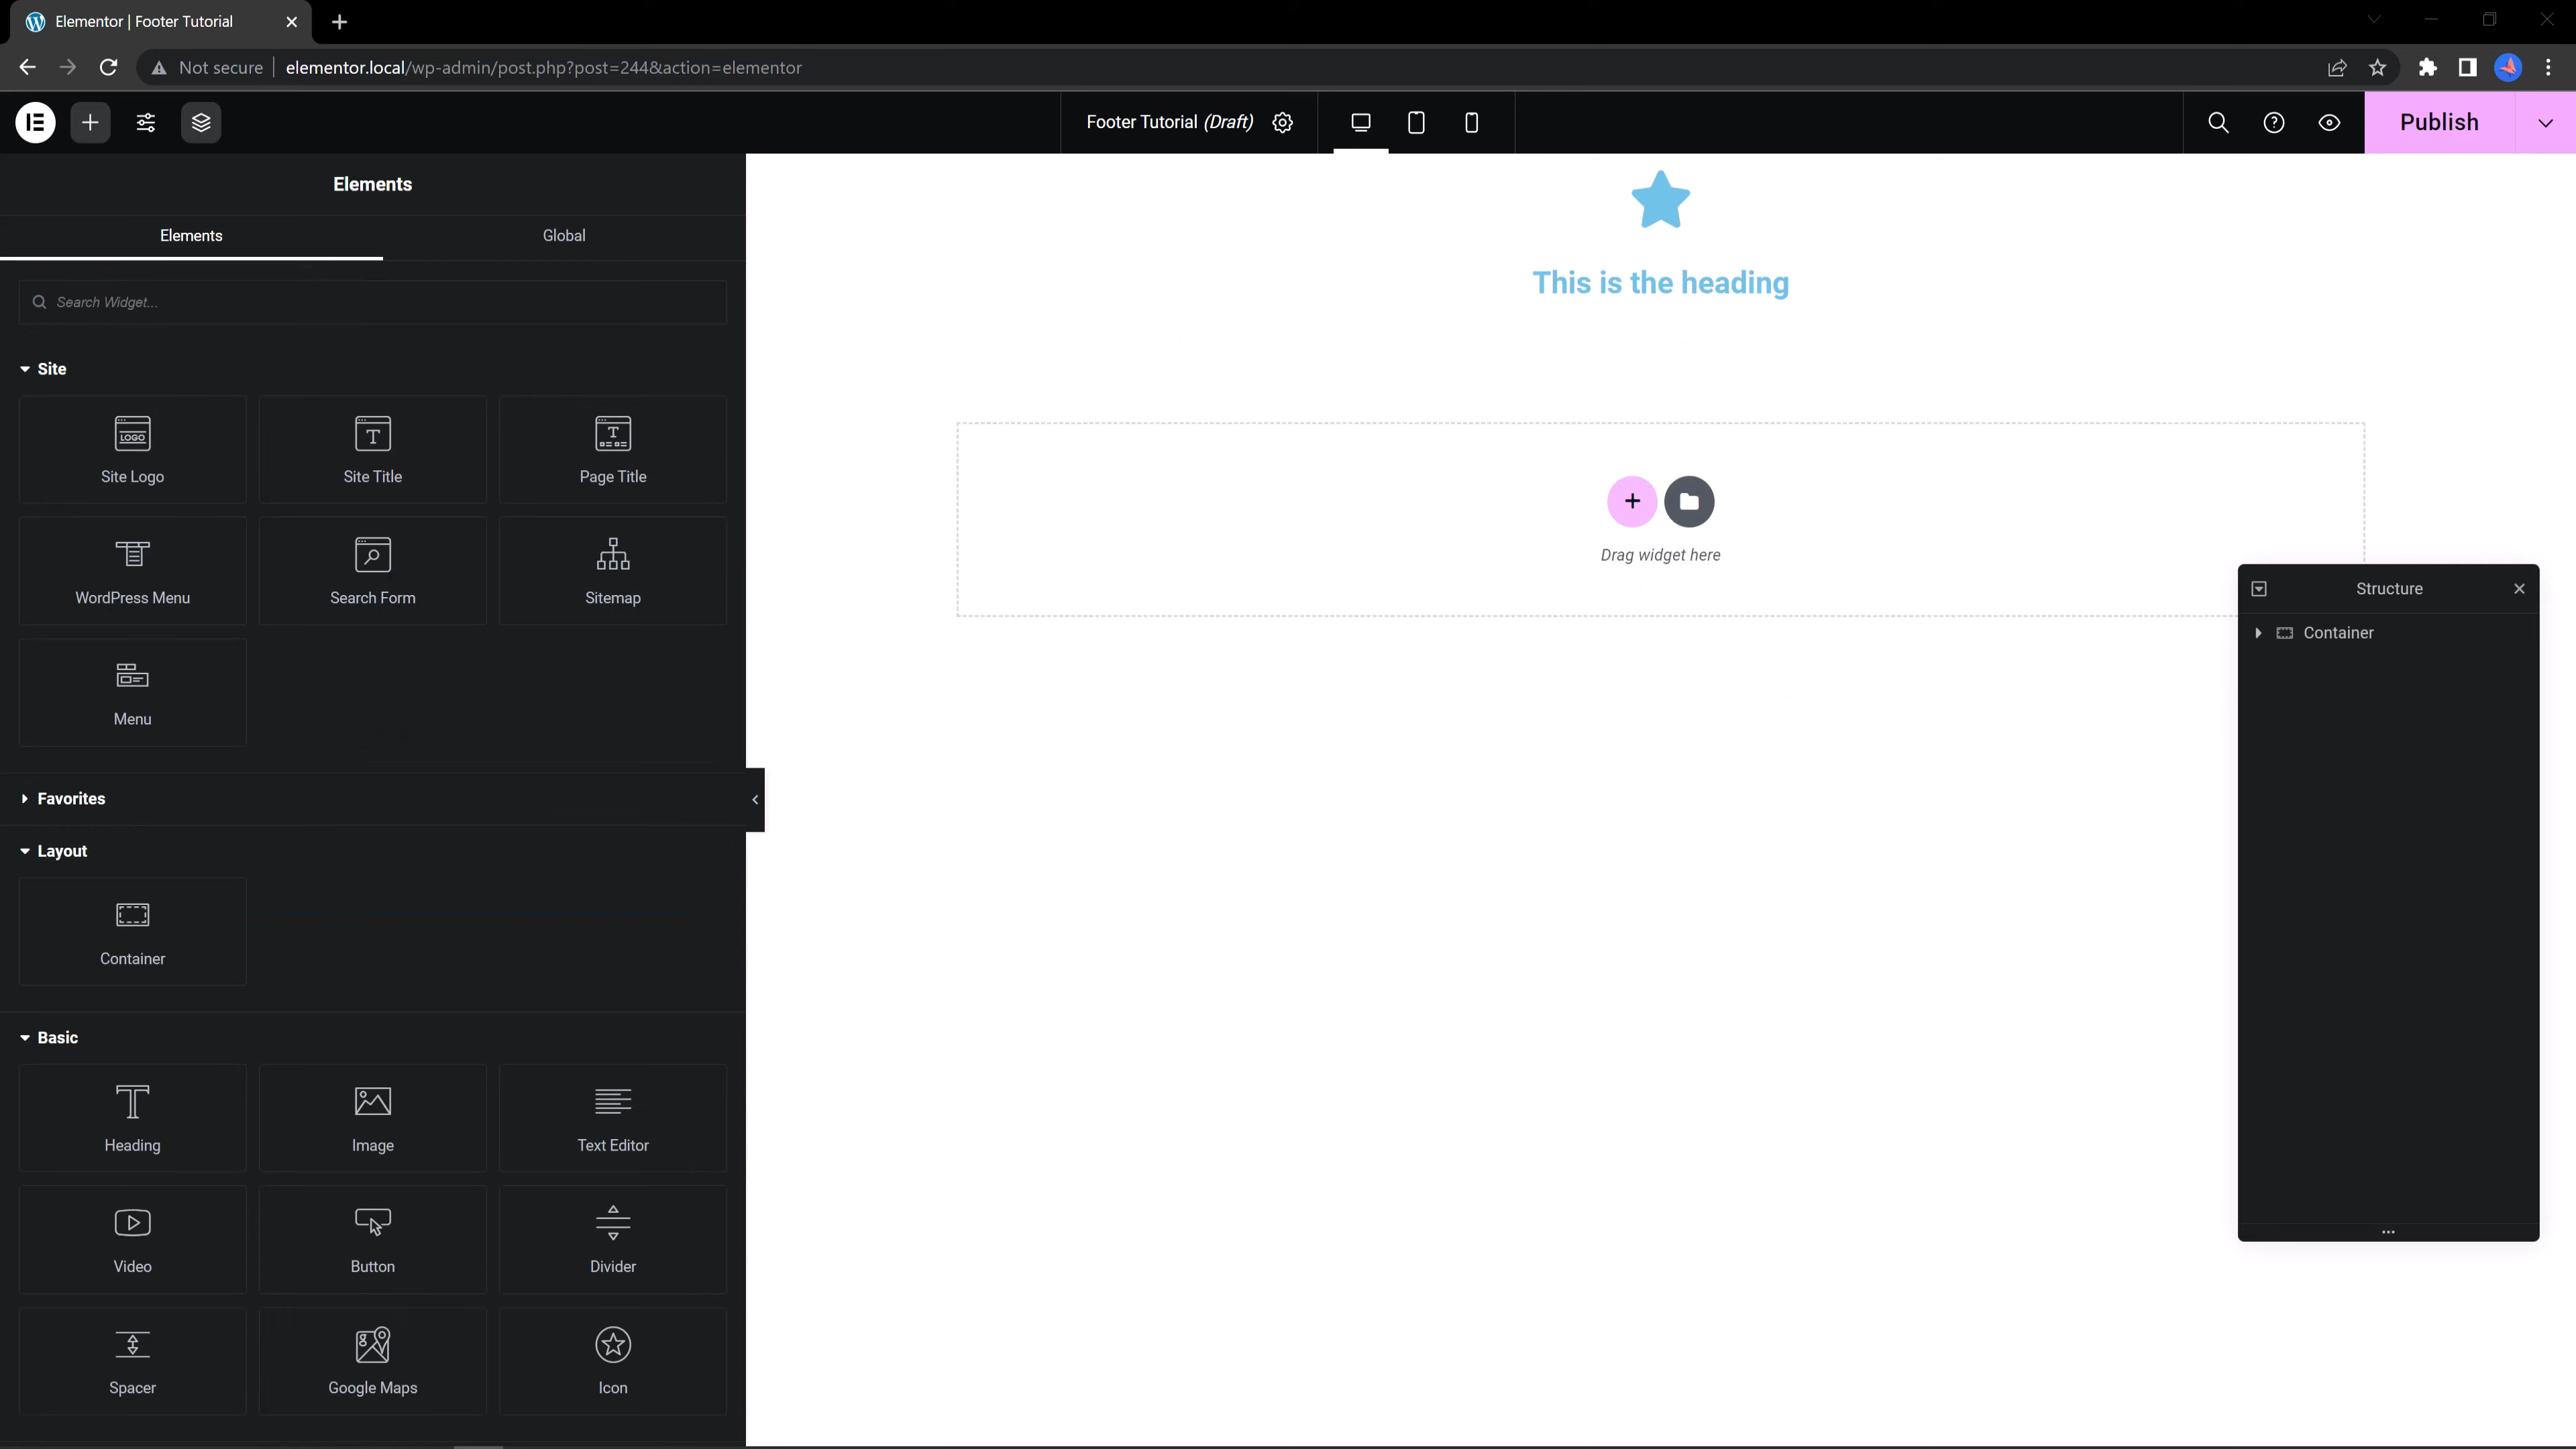 Elementor | Footer Tutorial
Not secure
elementor.local/wp-admin/post.php?post=244&action=elementor
Footer Tutorial (Draft)
Publish
Elements
Elements
Global
Search Widget...
Site
LOGO
Site Logo
Site Title
Page Title
WordPress Menu
Search Form
Sitemap
Menu
Favorites
Layout
Container
Basic
Heading
Image
Text Editor
Video
Button
Divider
Spacer
Google Maps
Icon
This is the heading
Drag widget here
Structure
Container